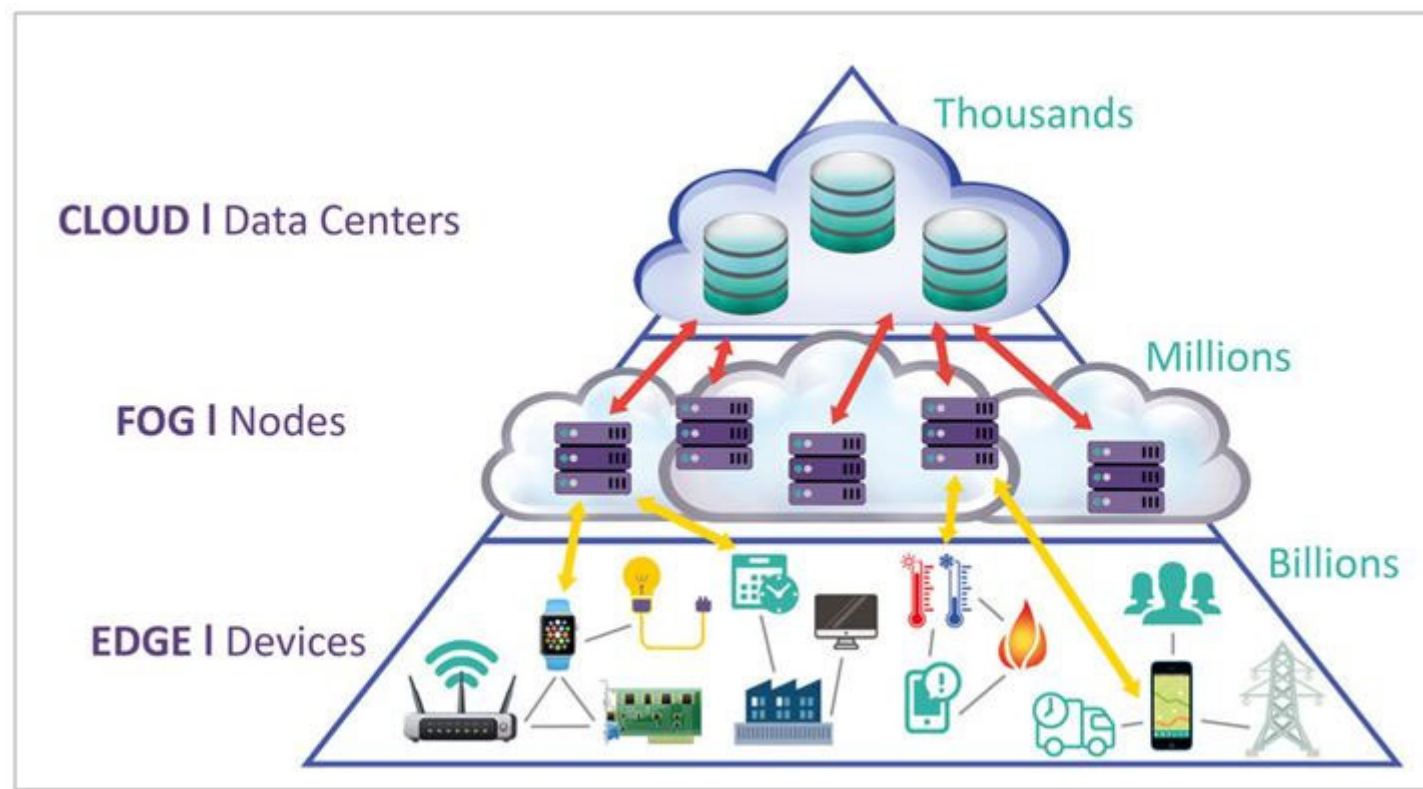 Thousands
CLOUD | Data Centers
Millions
FOG | Nodes
Billions
EDGE | Devices